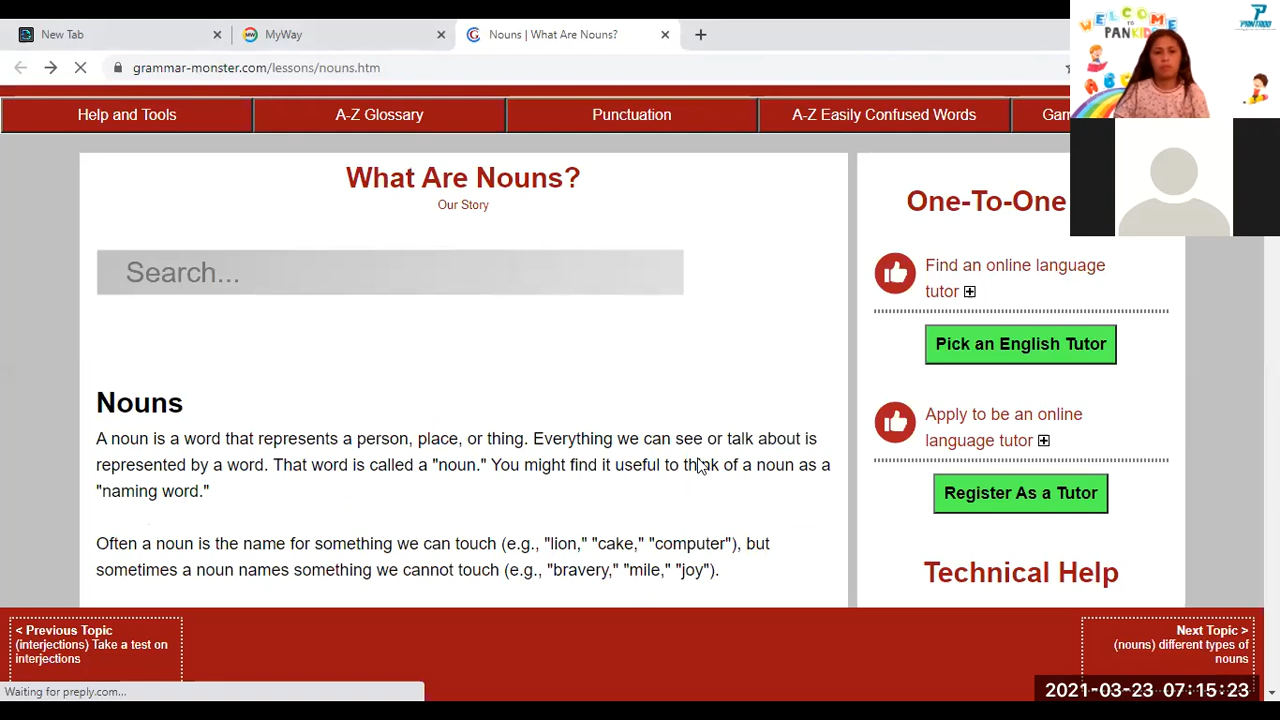 New Tab
MyWay
Nouns | What Are Nouns?
grammar-monster.com/lessons/nouns.htm
WELCOME
TO
PANKIDS
PANTADO
ABC
Help and Tools
A-Z Glossary
Punctuation
A-Z Easily Confused Words
What Are Nouns?
Our Story
Search...
Nouns
A noun is a word that represents a person, place, or thing. Everything we can see or talk about is
represented by a word. That word is called a "noun." You might find it useful to think of a noun as a
"naming word."
Often a noun is the name for something we can touch (e.g., "lion," "cake," "computer"), but
sometimes a noun names something we cannot touch (e.g., "bravery," "mile," "joy").
One-To-One
Find an online language
tutor
Pick an English Tutor
Apply to be an online
language tutor
Register As a Tutor
Technical Help
< Previous Topic
(interjections) Take a test on
interjections
Next Topic >
(nouns) different types of
nouns
Waiting for preply.com...
2021-03-23 07:15:23